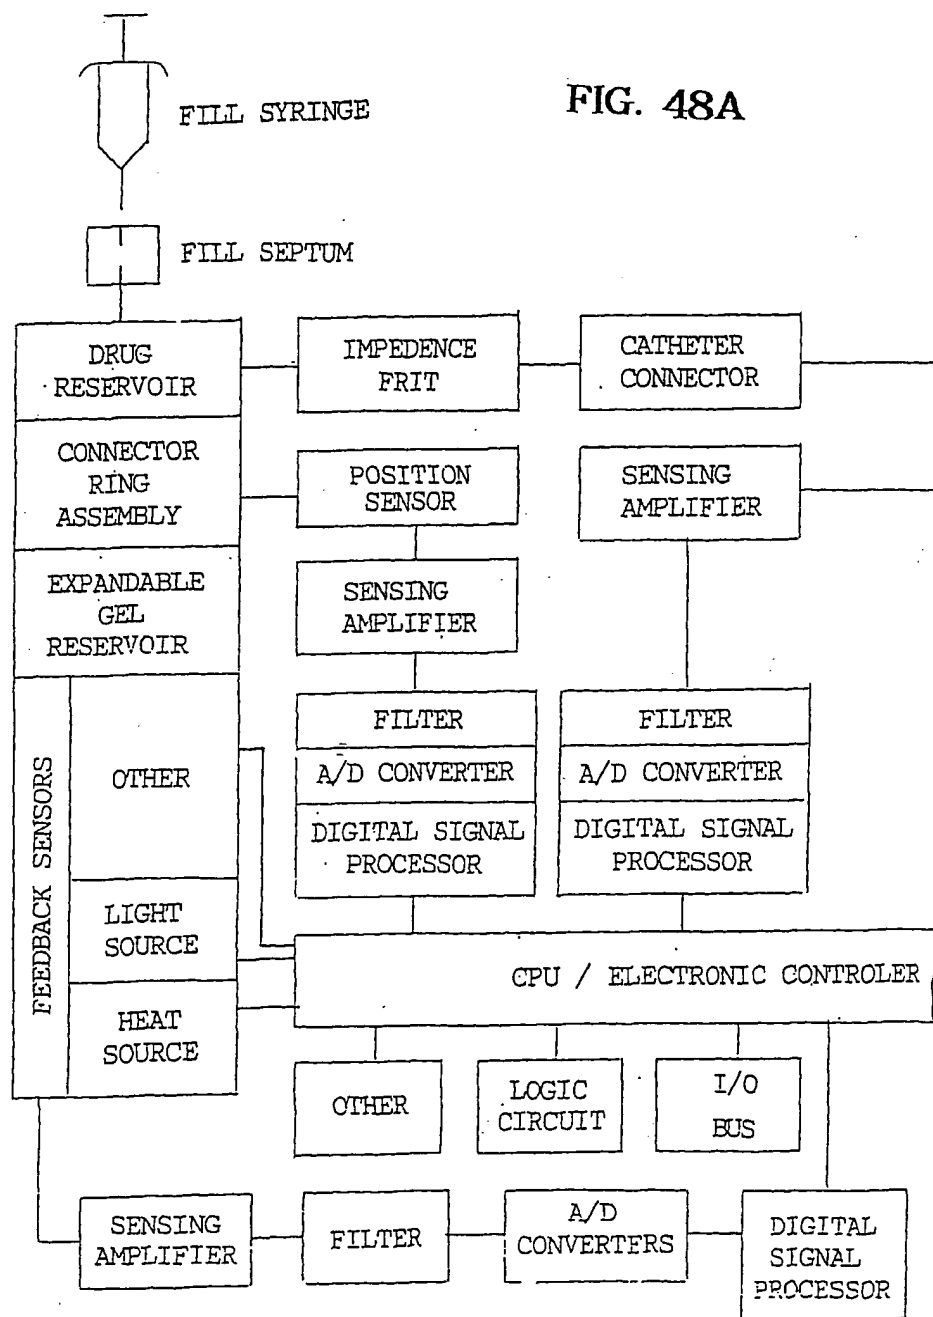 FIG. 48A
FILL SYRINGE
FILL SEPTUM
DRUG
RESERVOIR
IMPEDENCE
FRIT
CATHETER
CONNECTOR
CONNECTOR
RING
ASSEMBLY
POSITION
SENSOR
SENSING
AMPLIFIER
EXPANDABLE
GEL
RESERVOIR
SENSING
AMPLIFIER
FEEDBACK SENSORS
OTHER
LIGHT
SOURCE
HEAT
SOURCE
FILTER
A/D CONVERTER
DIGITAL SIGNAL
PROCESSOR
FILTER
A/D CONVERTER
DIGITAL SIGNAL
PROCESSOR
CPU / ELECTRONIC CONTROLER
OTHER
LOGIC
CIRCUIT
I/O
BUS
SENSING
AMPLIFIER
FILTER
A/D
CONVERTERS
DIGITAL
SIGNAL
PROCESSOR